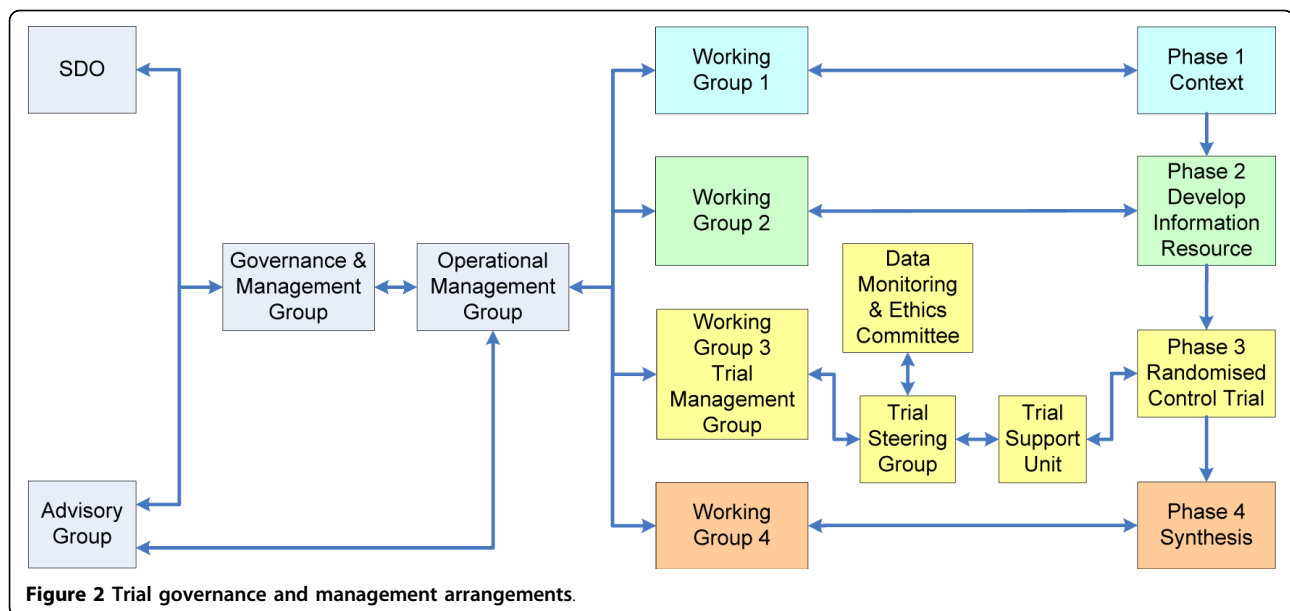 SDO
Working
Group 1
Phase 1
Context
Working
Group 2
Phase 2
Develop
Information
Resource
Governance &
Management
Group
Operational
Management
Group
Data
Monitoring
& Ethics
Committee
Working
Group 3
Trial
Management
Group
Trial
Steering
Group
Trial
Support
Unit
Phase 3
Randomised
Control Trial
Advisory
Group
Working
Group 4
Phase 4
Synthesis
Figure 2 Trial governance and management arrangements.